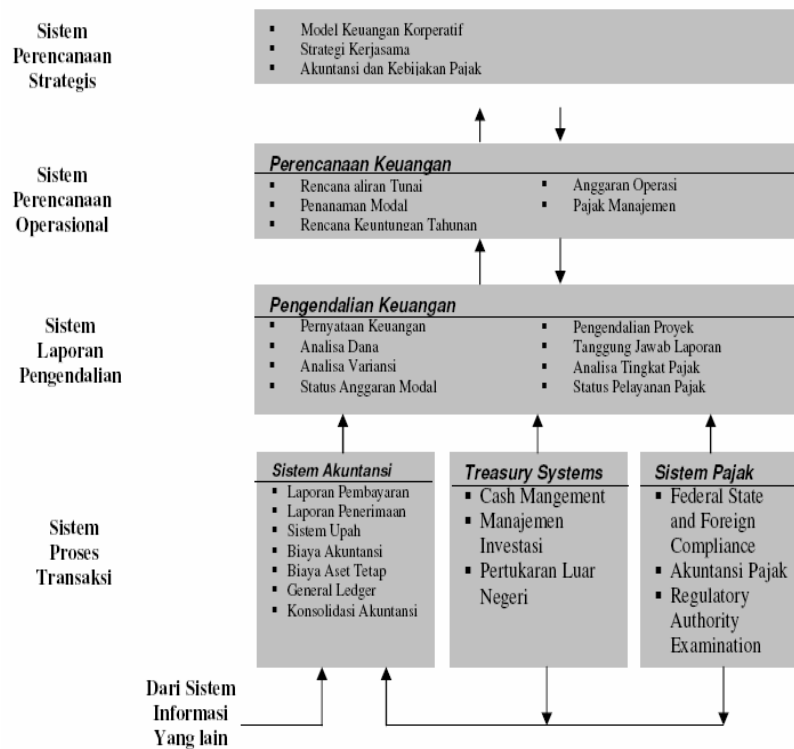 Sistem
Perencanaan
Strategis
▪ Model Keuangan Korperatif
▪ Strategi Kerjasama
▪ Akuntansi dan Kebijakan Pajak
Sistem
Perencanaan
Operasional
Perencanaan Keuangan
▪ Rencana aliran Tunai
▪ Penanaman Modal
▪ Rencana Keuntungan Tahunan
▪ Anggaran Operasi
▪ Pajak Manajemen
Sistem
Laporan
Pengendalian
Pengendalian Keuangan
▪ Pernyataan Keuangan
▪ Analisa Dana
▪ Analisa Variansi
▪ Status Anggaran Modal
▪ Pengendalian Proyek
▪ Tanggung Jawab Laporan
▪ Analisa Tingkat Pajak
▪ Status Pelayanan Pajak
Sistem
Proses
Transaksi
Sistem Akuntansi
▪ Laporan Pembayaran
▪ Laporan Penerimaan
▪ Sistem Upah
▪ Biaya Akuntansi
▪ Biaya Aset Tetap
▪ General Ledger
▪ Konsolidasi Akuntansi
Treasury Systems
▪ Cash Mangement
▪ Manajemen
Investasi
▪ Pertukaran Luar
Negeri
Sistem Pajak
▪ Federal State
and Foreign
Compliance
▪ Akuntansi Pajak
▪ Regulatory
Authority
Examination
Dari Sistem
Informasi
Yang lain